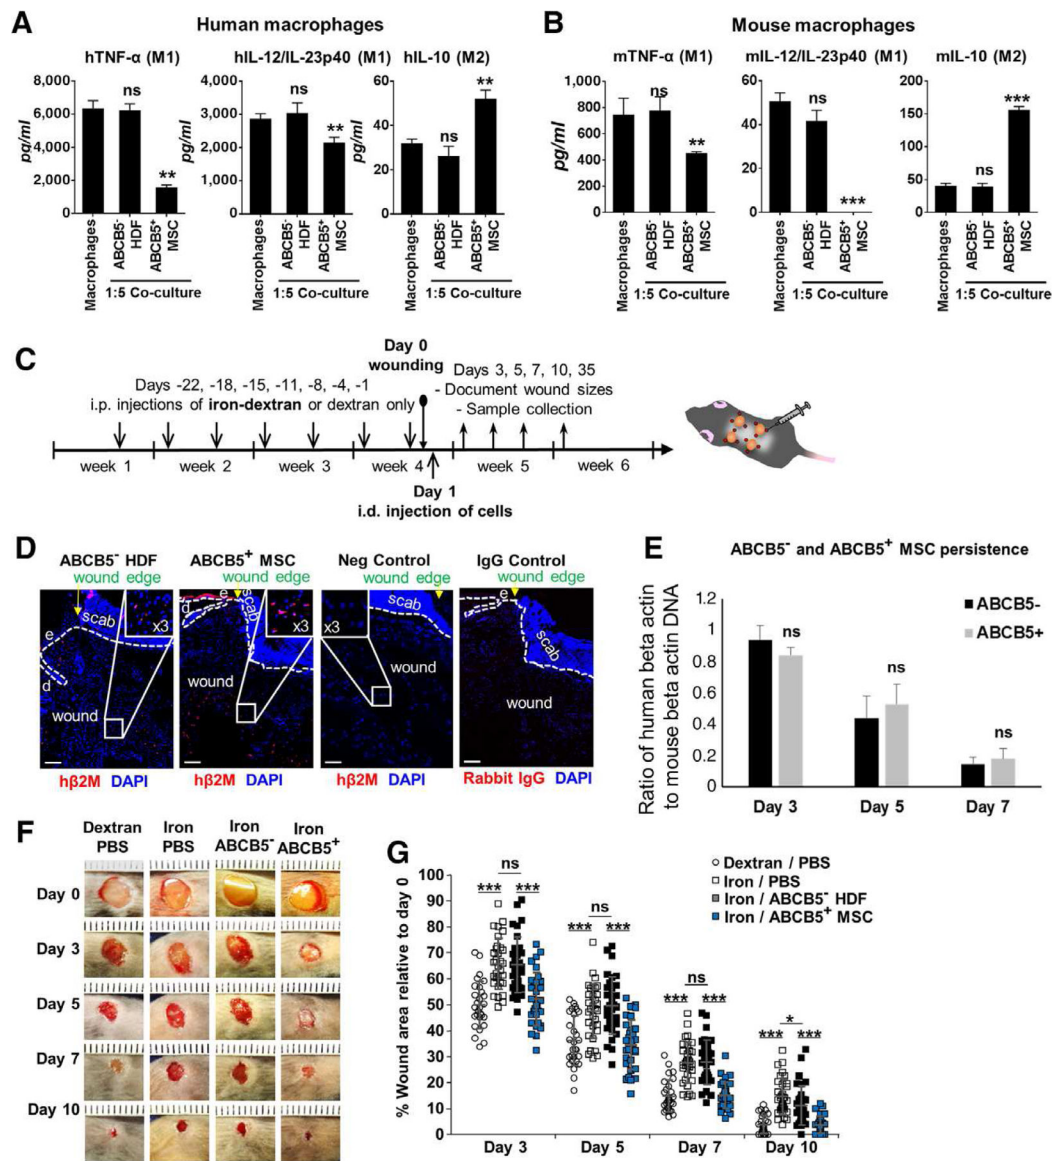 A
Human macrophages
hTNF-α (M1)
hIL-12/IL-23p40 (M1)
hIL-10 (M2)
pg/ml
8,000
6,000
4,000
2,000
0
ns
**
Macrophages
ABCB5-
HDF
ABCB5+
MSC
1:5 Co-culture
pg/ml
4,000
3,000
2,000
1,000
0
ns
**
Macrophages
ABCB5-
HDF
ABCB5+
MSC
1:5 Co-culture
pg/ml
60
40
20
0
ns
**
Macrophages
ABCB5-
HDF
ABCB5+
MSC
1:5 Co-culture
B
Mouse macrophages
mTNF-α (M1)
mIL-12/IL-23p40 (M1)
mIL-10 (M2)
pg/ml
1,000
800
600
400
200
0
ns
**
Macrophages
ABCB5-
HDF
ABCB5+
MSC
1:5 Co-culture
60
40
20
0
ns
***
Macrophages
ABCB5-
HDF
ABCB5+
MSC
1:5 Co-culture
200
150
100
50
0
ns
***
Macrophages
ABCB5-
HDF
ABCB5+
MSC
1:5 Co-culture
C
Day 0
wounding
Days -22, -18, -15, -11, -8, -4, -1
i.p. injections of iron-dextran or dextran only
Days 3, 5, 7, 10, 35
- Document wound sizes
- Sample collection
week 1
week 2
week 3
week 4
week 5
week 6
Day 1
i.d. injection of cells
D
ABCB5- HDF
wound edge
e
d
scab
x3
wound
hβ2M DAPI
ABCB5+ MSC
wound edge
e
d
scab
x3
wound
hβ2M DAPI
Neg Control
wound edge
scab
x3
wound
hβ2M DAPI
IgG Control
wound edge
e
d
scab
wound
Rabbit IgG DAPI
E
ABCB5- and ABCB5+ MSC persistence
Ratio of human beta actin
to mouse beta actin DNA
1.2
1
0.8
0.6
0.4
0.2
0
ns
ns
ns
ABCB5-
ABCB5+
Day 3
Day 5
Day 7
F
Dextran
PBS
Iron
PBS
Iron
ABCB5-
Iron
ABCB5+
Day 0
Day 3
Day 5
Day 7
Day 10
G
% Wound area relative to day 0
100
90
80
70
60
50
40
30
20
10
0
ns
*** ***
ns
*** ***
ns
*** ***
*
*** ***
Dextran / PBS
Iron / PBS
Iron / ABCB5- HDF
Iron / ABCB5+ MSC
Day 3
Day 5
Day 7
Day 10